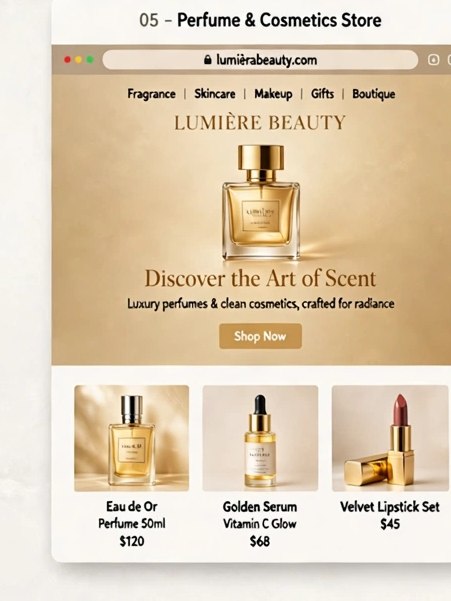 05 – Perfume & Cosmetics Store
lumièrabeauty.com
Fragrance | Skincare | Makeup | Gifts | Boutique
LUMIÈRE BEAUTY
Discover the Art of Scent
Luxury perfumes & clean cosmetics, crafted for radiance
Shop Now
Eau de Or
Perfume 50ml
$120
Golden Serum
Vitamin C Glow
$68
Velvet Lipstick Set
$45